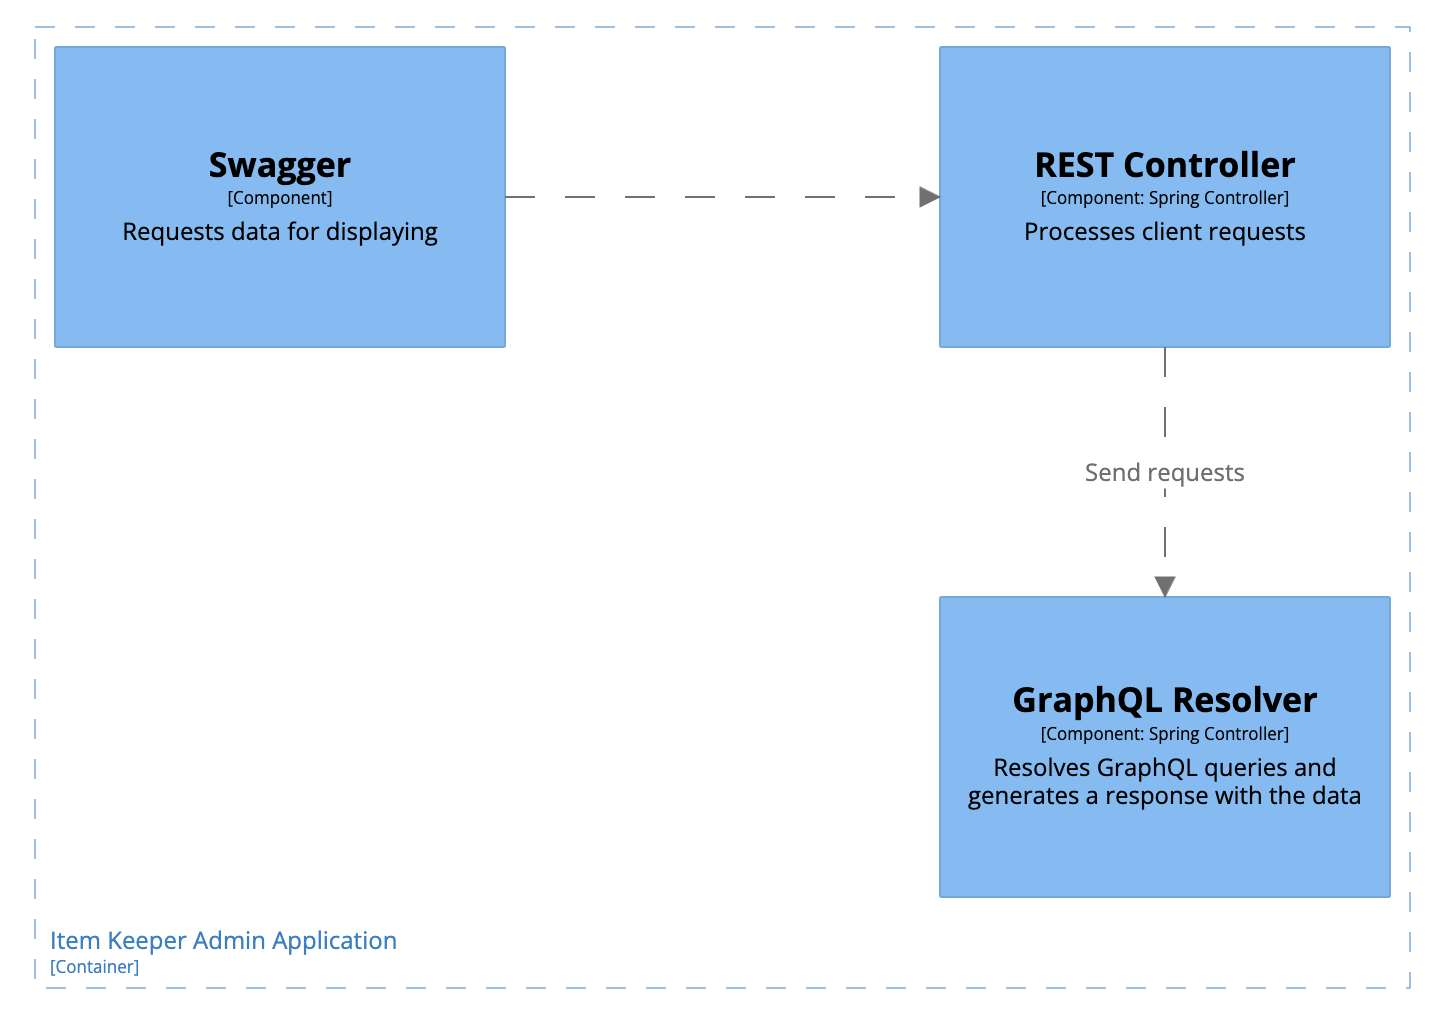 Swagger
[Component]
Requests data for displaying
REST Controller
[Component: Spring Controller]
Processes client requests
Send requests
GraphQL Resolver
[Component: Spring Controller]
Resolves GraphQL queries and
generates a response with the data
Item Keeper Admin Application
[Container]